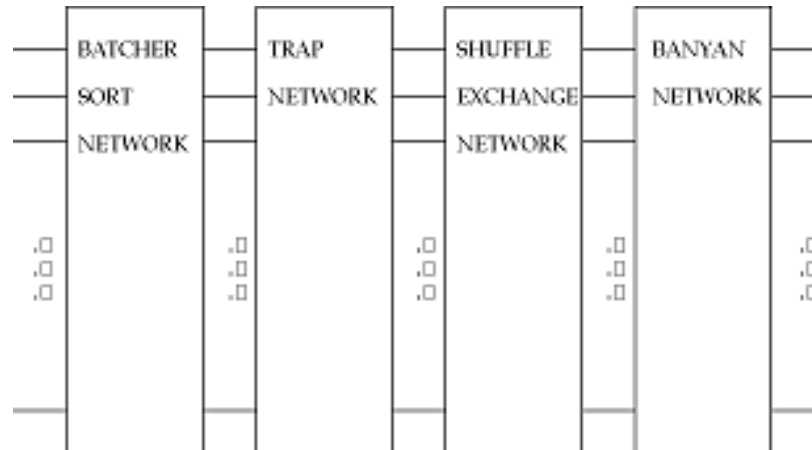 BATCHER
SORT
NETWORK
TRAP
NETWORK
SHUFFLE
EXCHANGE
NETWORK
BANYAN
NETWORK